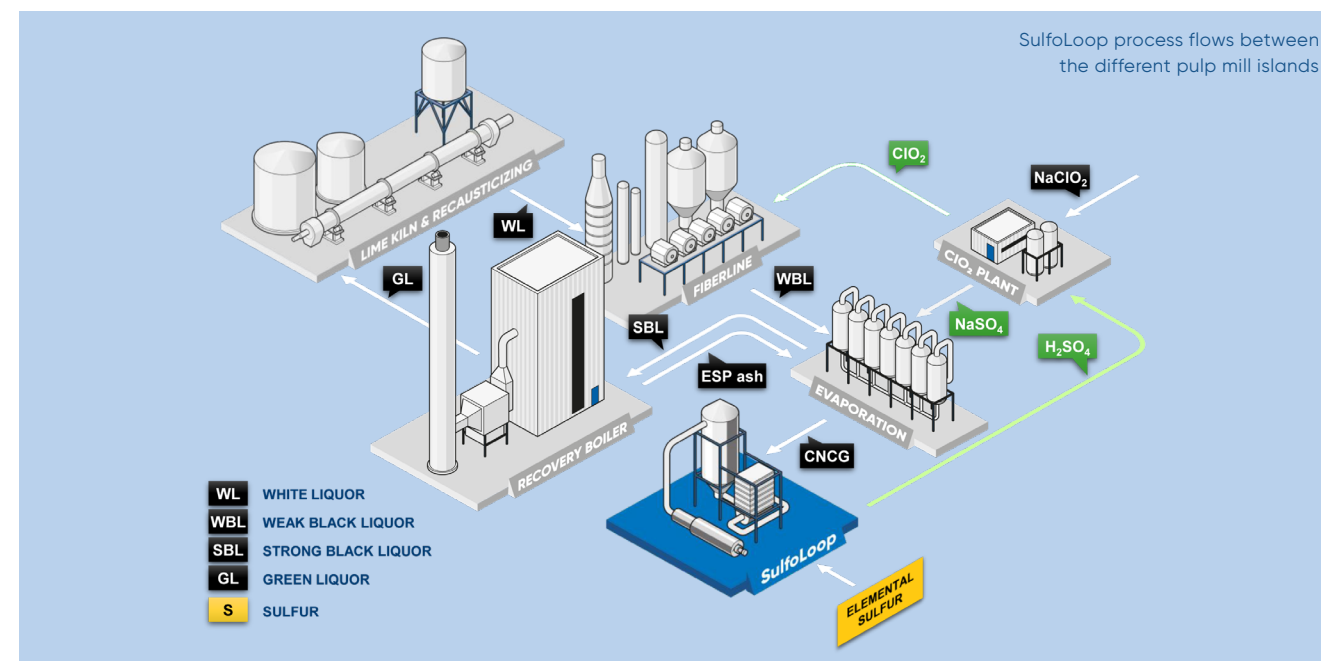 SulfoLoop process flows between
the different pulp mill islands
ClO₂
NaClO₂
LIME KILN & RECAUSTICIZING
WL
FIBERLINE
ClO₂ PLANT
GL
WBL
SBL
NaSO₄
H₂SO₄
ESP ash
EVAPORATION
RECOVERY BOILER
CNCG
SulfoLoop
ELEMENTAL
SULFUR
WL WHITE LIQUOR
WBL WEAK BLACK LIQUOR
SBL STRONG BLACK LIQUOR
GL GREEN LIQUOR
S SULFUR